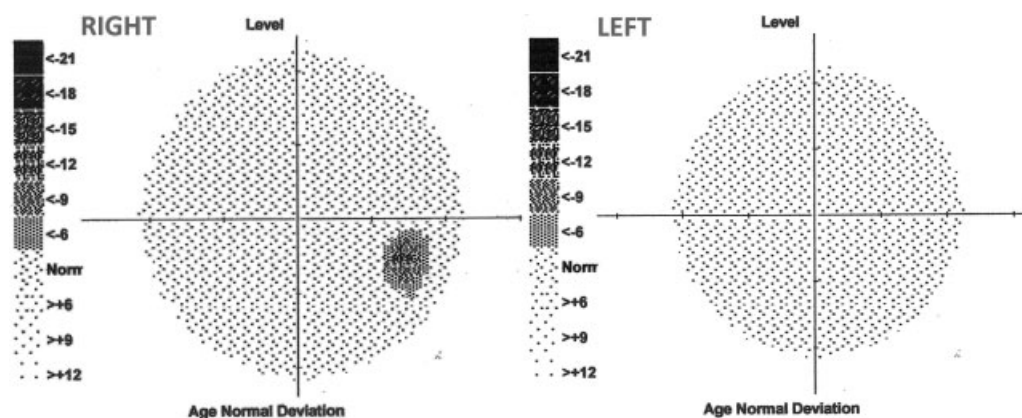 RIGHT
Level
<-21
<-18
<-15
<-12
<-9
<-6
Norm
>+6
>+9
>+12
Age Normal Deviation
LEFT
Level
<-21
<-18
<-15
<-12
<-9
<-6
Norm
>+6
>+9
>+12
Age Normal Deviation